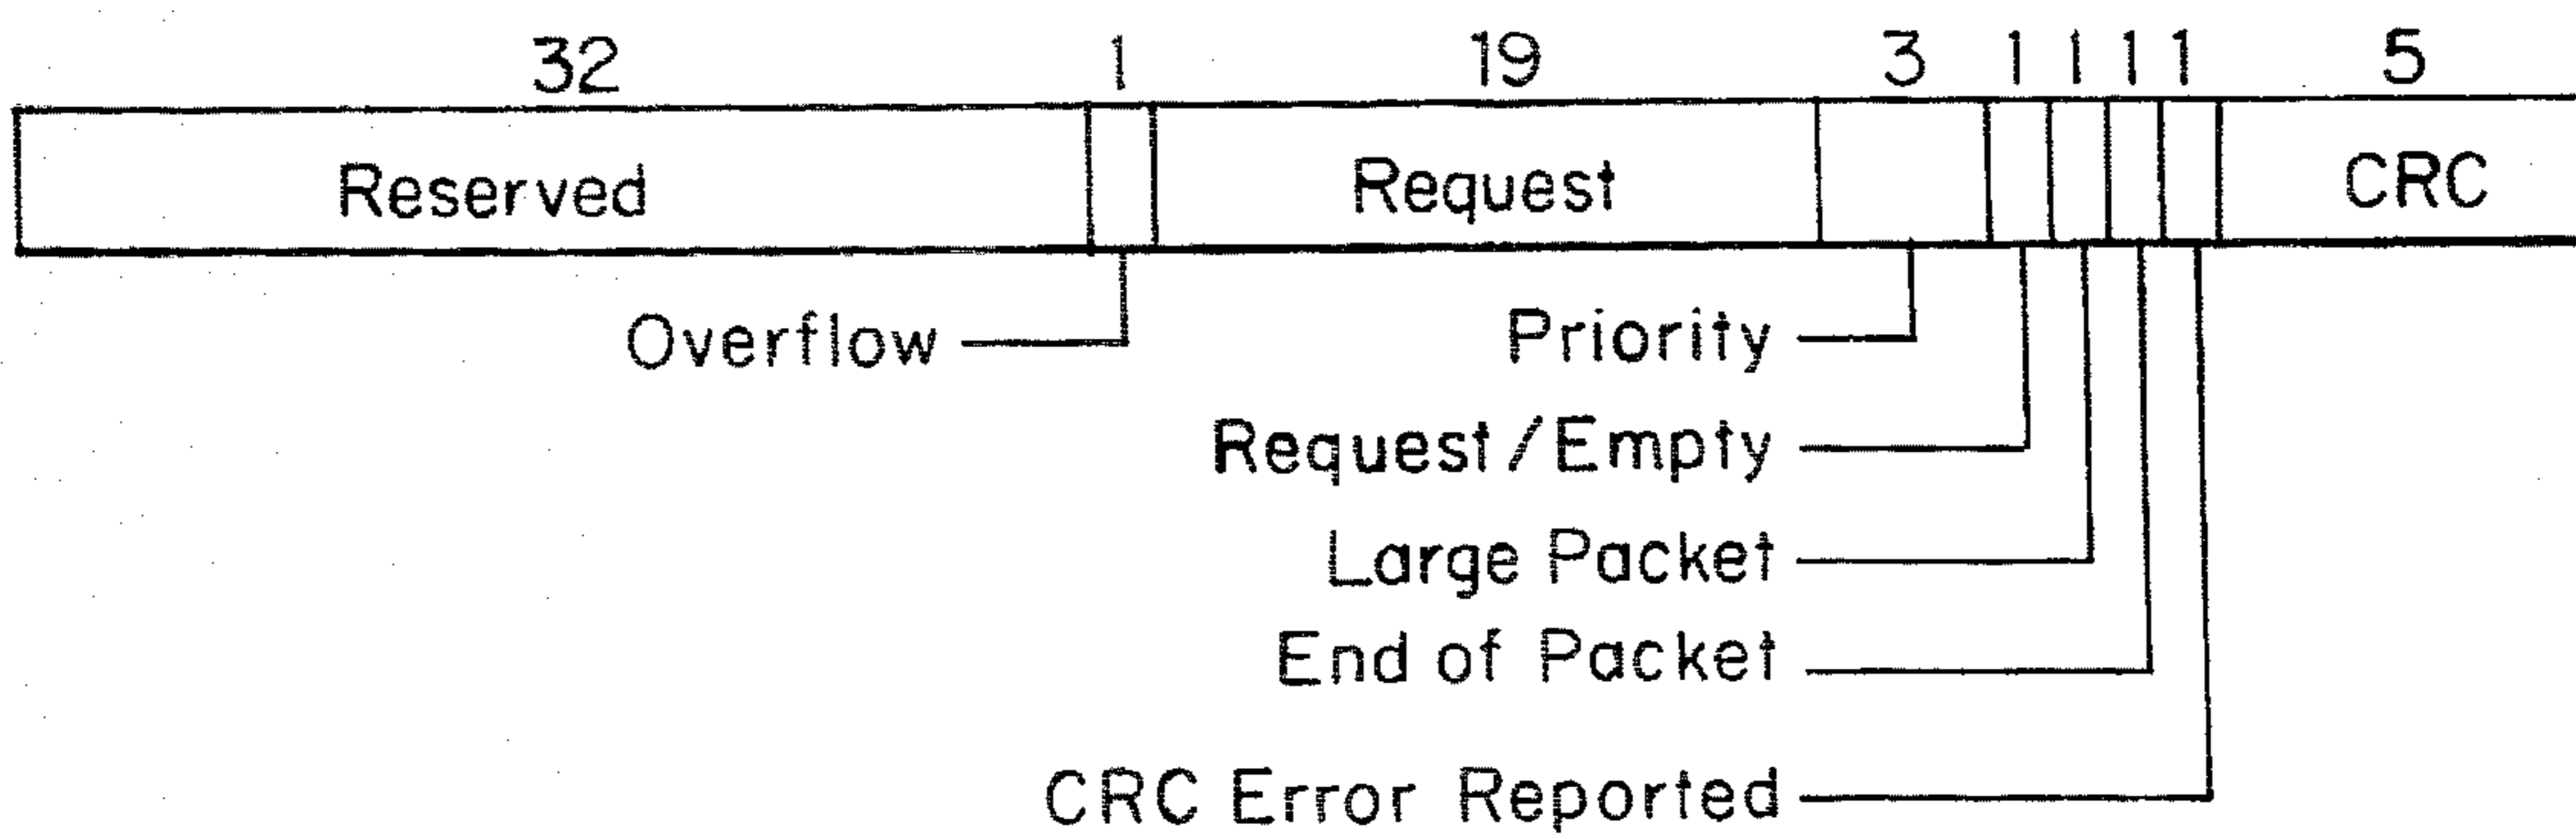 32 1 19 3 1 1 1 1 5
Reserved Request CRC
Overflow Priority
Request/Empty
Large Packet
End of Packet
CRC Error Reported